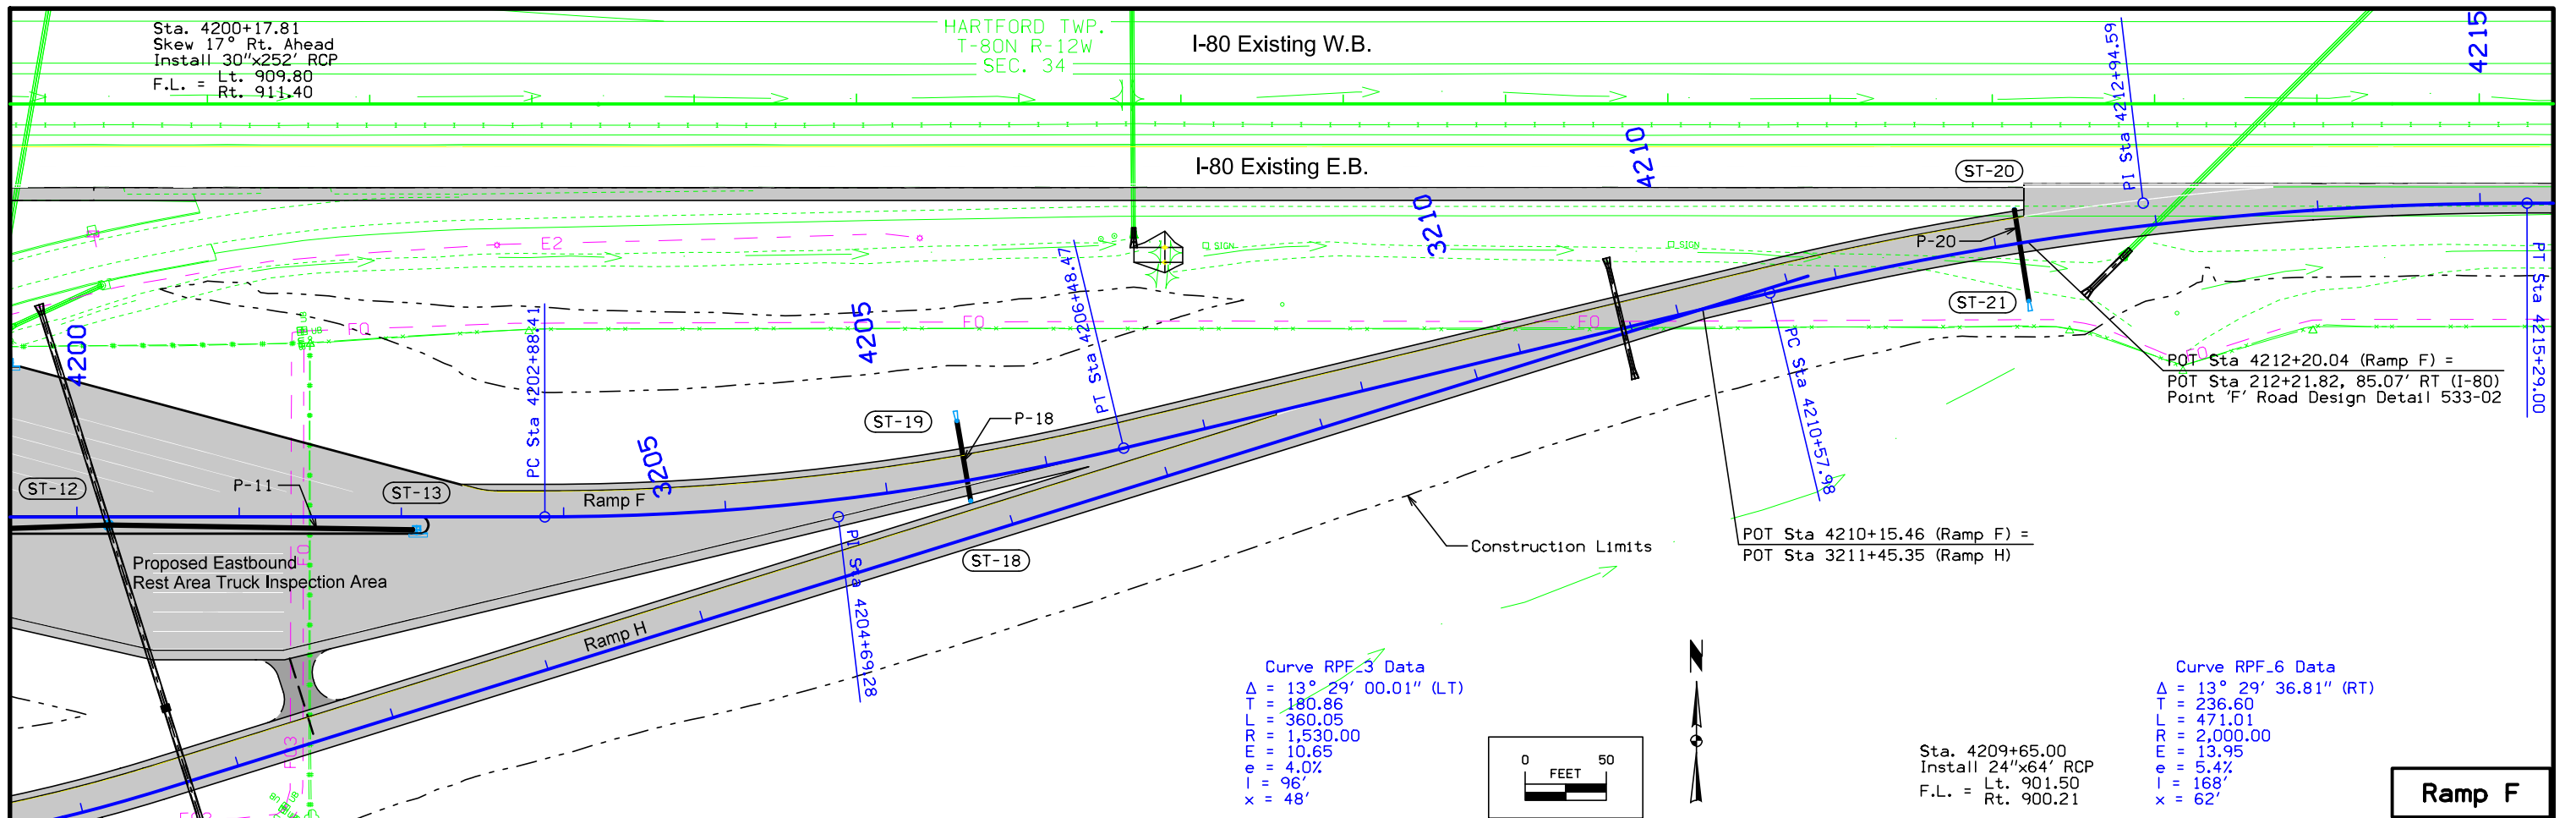 Sta. 4200+17.81
Skew 17° Rt. Ahead
Install 30"x252' RCP
F.L. = Lt. 909.80
Rt. 911.40
HARTFORD TWP.
T-80N R-12W
SEC. 34
I-80 Existing W.B.
I-80 Existing E.B.
PI Sta 4212+94.59
4215
4210
3210
ST-20
P-20
ST-21
SIGN
SIGN
E2
FO
FO
FO
FO
4200
4205
3205
PC Sta 4202+88.41
PT Sta 4206+48.47
PC Sta 4210+57.98
PT Sta 4215+29.00
POT Sta 4212+20.04 (Ramp F) =
POT Sta 212+21.82, 85.07' RT (I-80)
Point 'F' Road Design Detail 533-02
ST-19
P-18
ST-12
P-11
ST-13
Ramp F
FO
Proposed Eastbound
Rest Area Truck Inspection Area
PI Sta 4204+69.28
ST-18
Construction Limits
POT Sta 4210+15.46 (Ramp F) =
POT Sta 3211+45.35 (Ramp H)
Ramp H
FO3
UB
UB
UB
Curve RPF_3 Data
Δ = 13° 29' 00.01" (LT)
T = 180.86
L = 360.05
R = 1,530.00
E = 10.65
e = 4.0%
l = 96'
x = 48'
0 50
FEET
N
Sta. 4209+65.00
Install 24"x64' RCP
F.L. = Lt. 901.50
Rt. 900.21
Curve RPF_6 Data
Δ = 13° 29' 36.81" (RT)
T = 236.60
L = 471.01
R = 2,000.00
E = 13.95
e = 5.4%
l = 168'
x = 62'
Ramp F